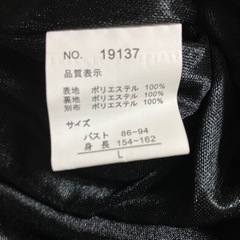 NO. 19137
品質表示
表地 ポリエステル 100%
裏地 ポリエステル 100%
別布 ポリエステル 100%
サイズ
バスト 86-94
身長 154~162
L